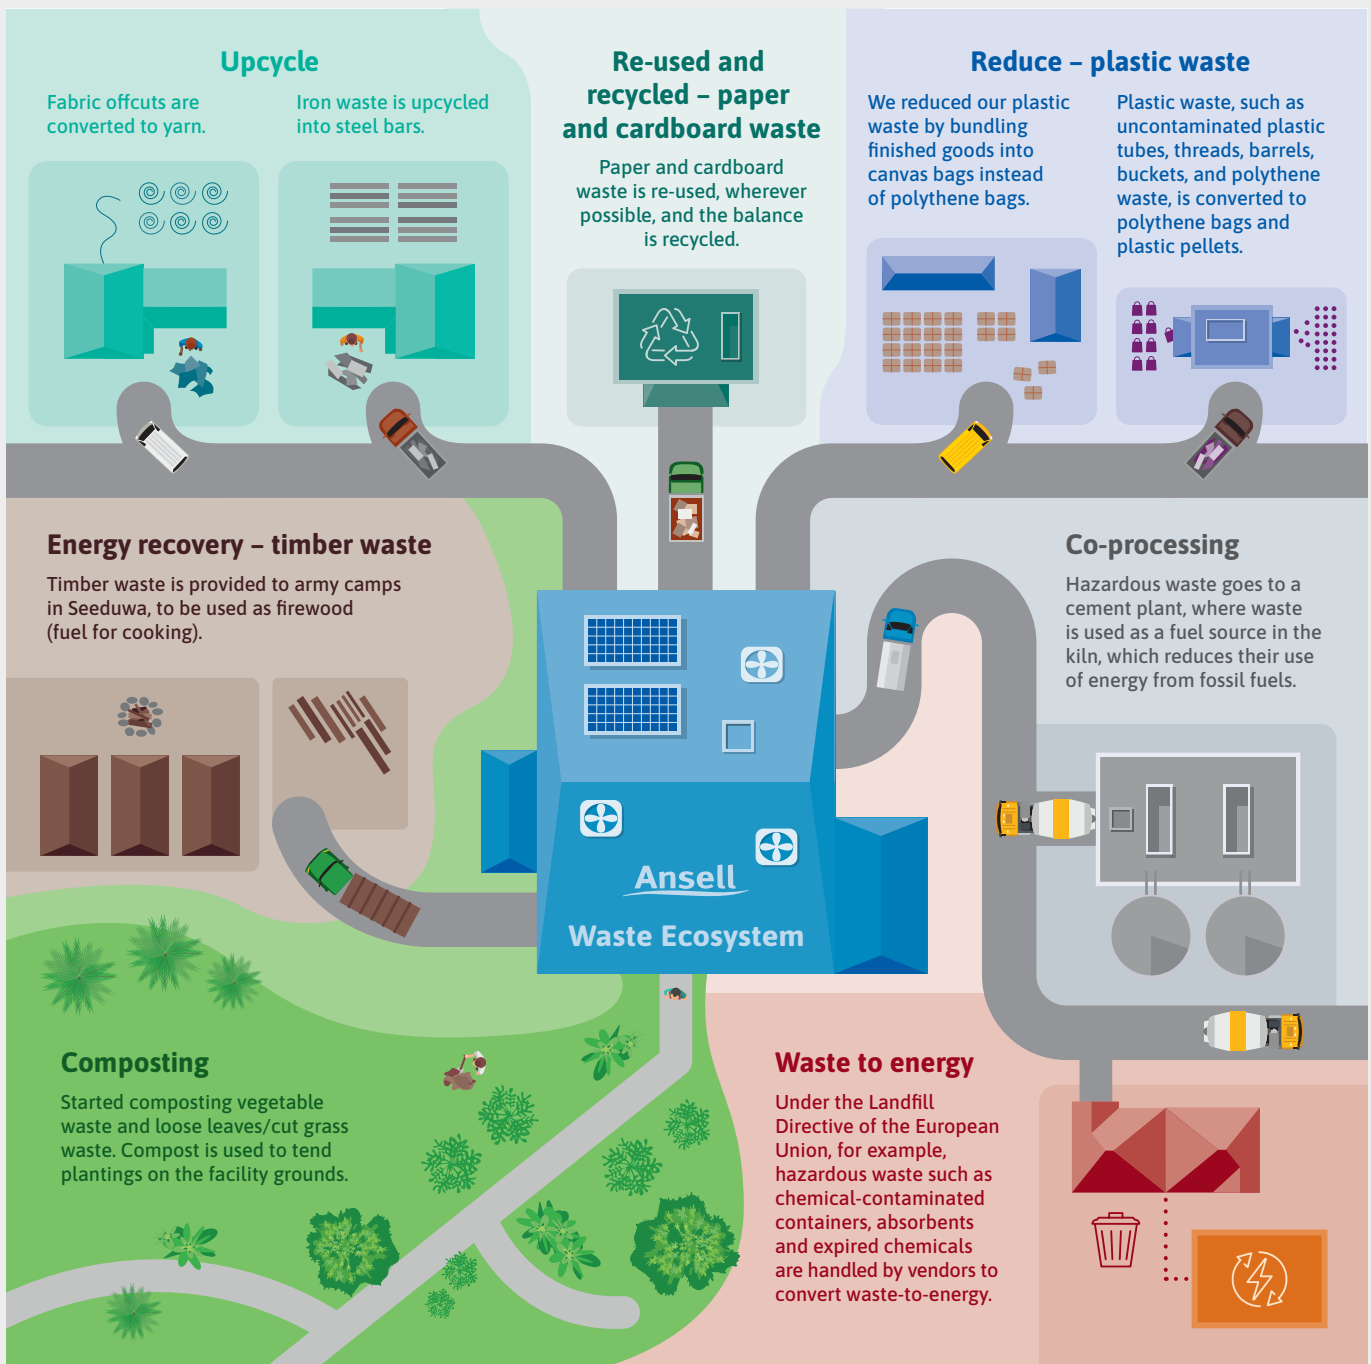 Upcycle
Fabric offcuts are
converted to yarn.
Iron waste is upcycled
into steel bars.
Re-used and
recycled – paper
and cardboard waste
Paper and cardboard
waste is re-used, wherever
possible, and the balance
is recycled.
Reduce – plastic waste
We reduced our plastic
waste by bundling
finished goods into
canvas bags instead
of polythene bags.
Plastic waste, such as
uncontaminated plastic
tubes, threads, barrels,
buckets, and polythene
waste, is converted to
polythene bags and
plastic pellets.
Energy recovery – timber waste
Timber waste is provided to army camps
in Seeduwa, to be used as firewood
(fuel for cooking).
Co-processing
Hazardous waste goes to a
cement plant, where waste
is used as a fuel source in the
kiln, which reduces their use
of energy from fossil fuels.
Ansell
Waste Ecosystem
Composting
Started composting vegetable
waste and loose leaves/cut grass
waste. Compost is used to tend
plantings on the facility grounds.
Waste to energy
Under the Landfill
Directive of the European
Union, for example,
hazardous waste such as
chemical-contaminated
containers, absorbents
and expired chemicals
are handled by vendors to
convert waste-to-energy.